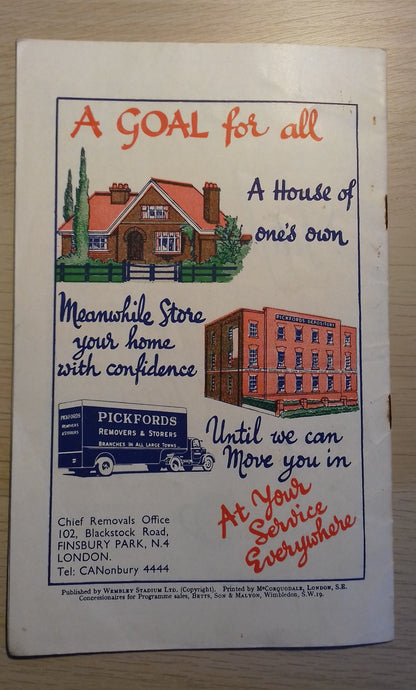 A GOAL for all
A House of
one's own
Meanwhile Store
your home
with confidence
PICKFORDS DEPOSITORY
PICKFORDS
REMOVERS
& STORERS
PICKFORDS
REMOVERS & STORERS
BRANCHES IN ALL LARGE TOWNS
Until we can
Move you in
At Your
Service
Everywhere
Chief Removals Office
102, Blackstock Road,
FINSBURY PARK, N.4
LONDON.
Tel: CANonbury 4444
Published by WEMBLEY STADIUM LTD. (Copyright). Printed by McCORQUODALE, LONDON, S.E.
Concessionaires for Programme sales, BETTS, SON & MALYON, Wimbledon, S.W.19.